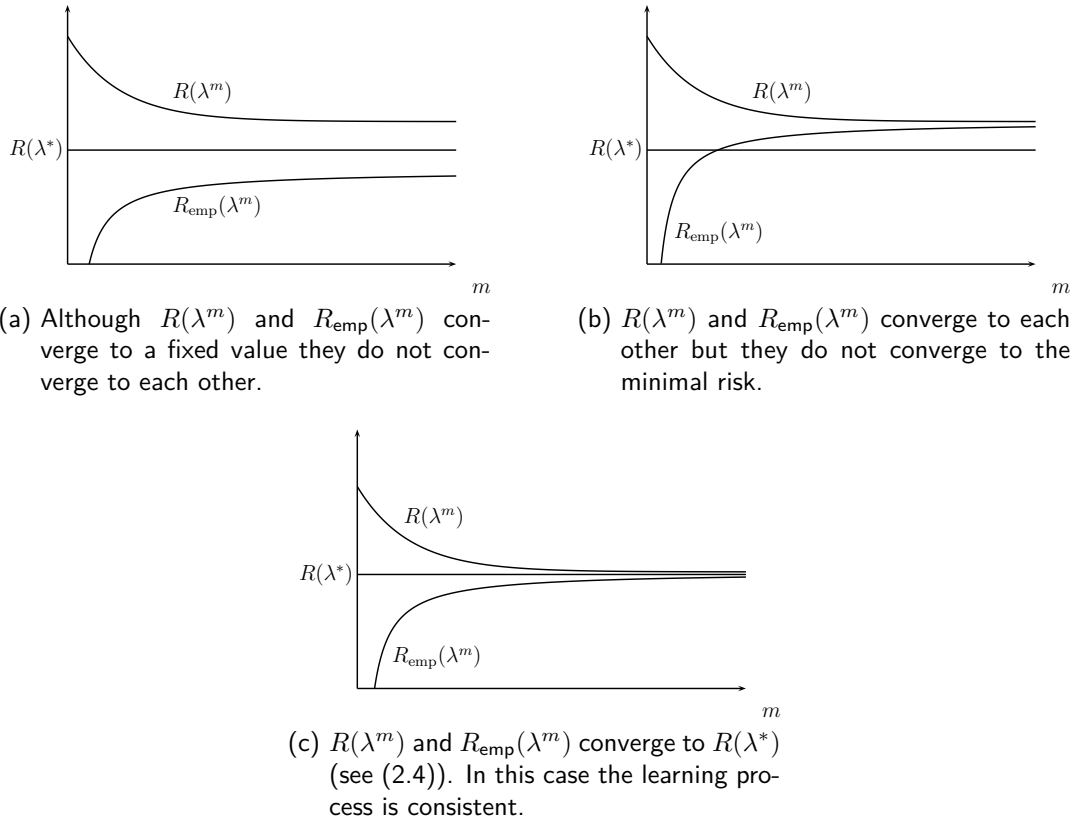 R(λ^m)
R(λ*)
R_emp(λ^m)
m
(a) Although R(λ^m) and R_emp(λ^m) con-
verge to a fixed value they do not con-
verge to each other.
R(λ^m)
R(λ*)
R_emp(λ^m)
m
(b) R(λ^m) and R_emp(λ^m) converge to each
other but they do not converge to the
minimal risk.
R(λ^m)
R(λ*)
R_emp(λ^m)
m
(c) R(λ^m) and R_emp(λ^m) converge to R(λ*)
(see (2.4)). In this case the learning pro-
cess is consistent.